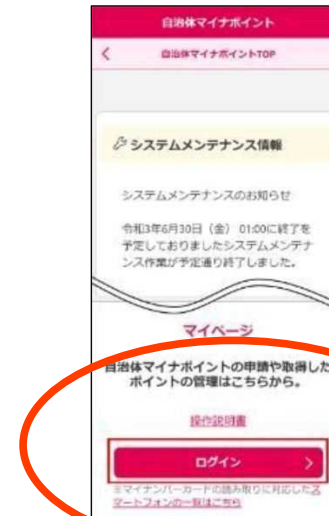 自治体マイナポイント
自治体マイナポイントTOP
システムメンテナンス情報
システムメンテナンスのお知らせ
令和3年6月30日（金） 01:00に終了を
予定しておりましたシステムメンテナ
ンス作業が予定通り終了しました。
マイページ
自治体マイナポイントの申請や取得した
ポイントの管理はこちらから。
操作説明書
ログイン
※マイナンバーカードの読み取りに対応したス
マートフォンの一覧はこちら